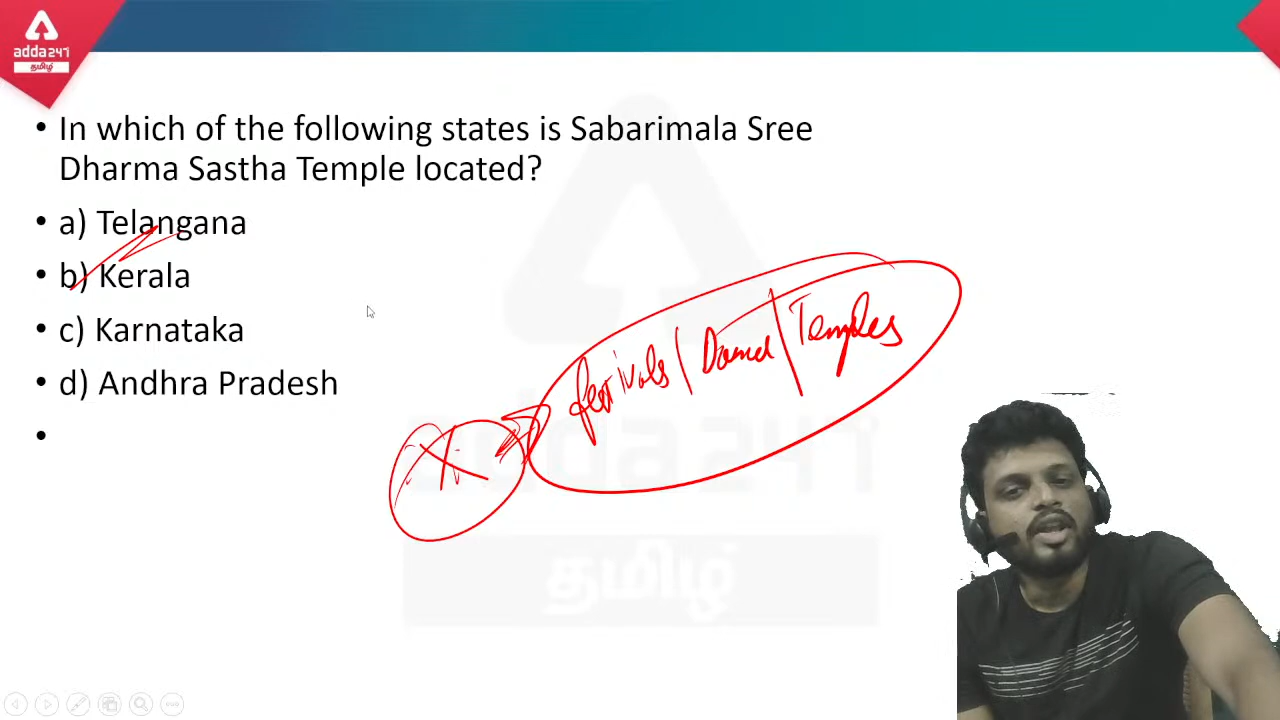 adda247
தமிழ்
• In which of the following states is Sabarimala Sree
Dharma Sastha Temple located?
• a) Telangana
• b) Kerala
• c) Karnataka
• d) Andhra Pradesh
•
festivals / Dance / Temples
adda247
தமிழ்